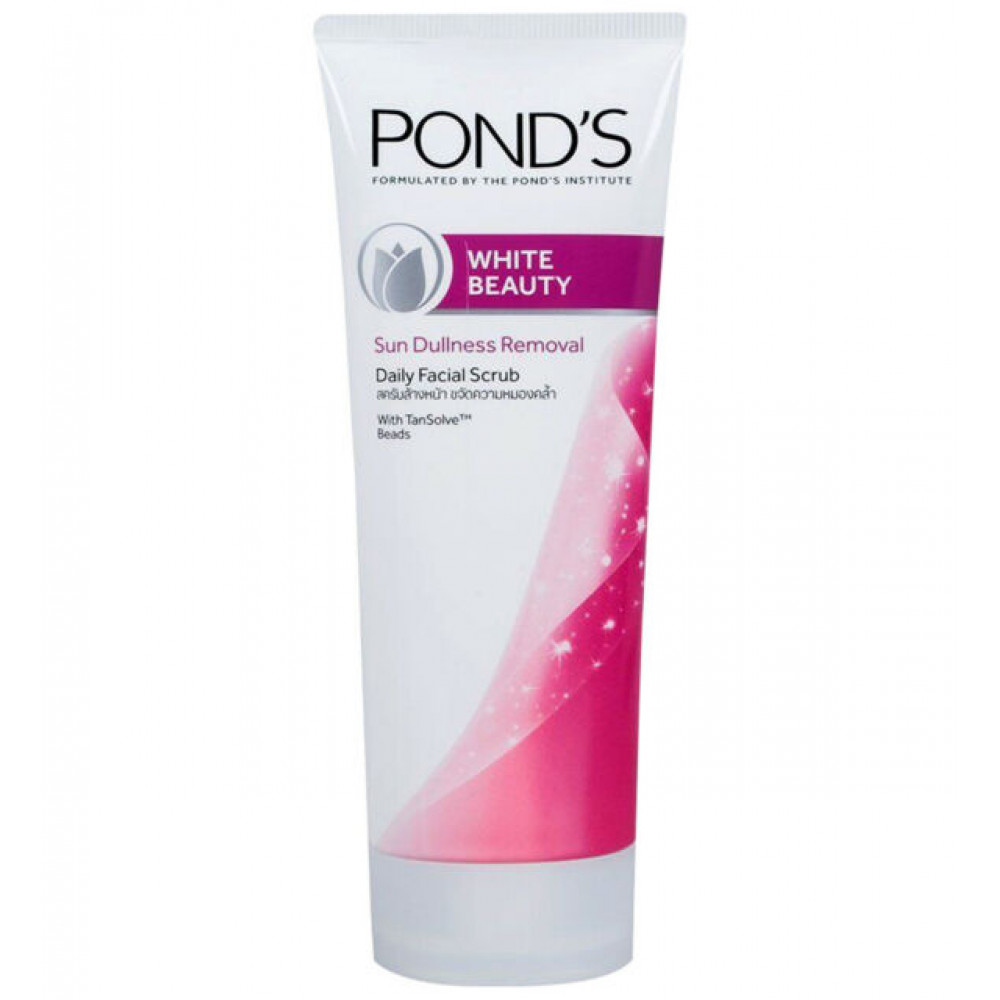 POND'S
FORMULATED BY THE POND'S INSTITUTE
WHITE
BEAUTY
Sun Dullness Removal
Daily Facial Scrub
สครับล้างหน้า ขจัดความหมองคล้ำ
With TanSolve™
Beads